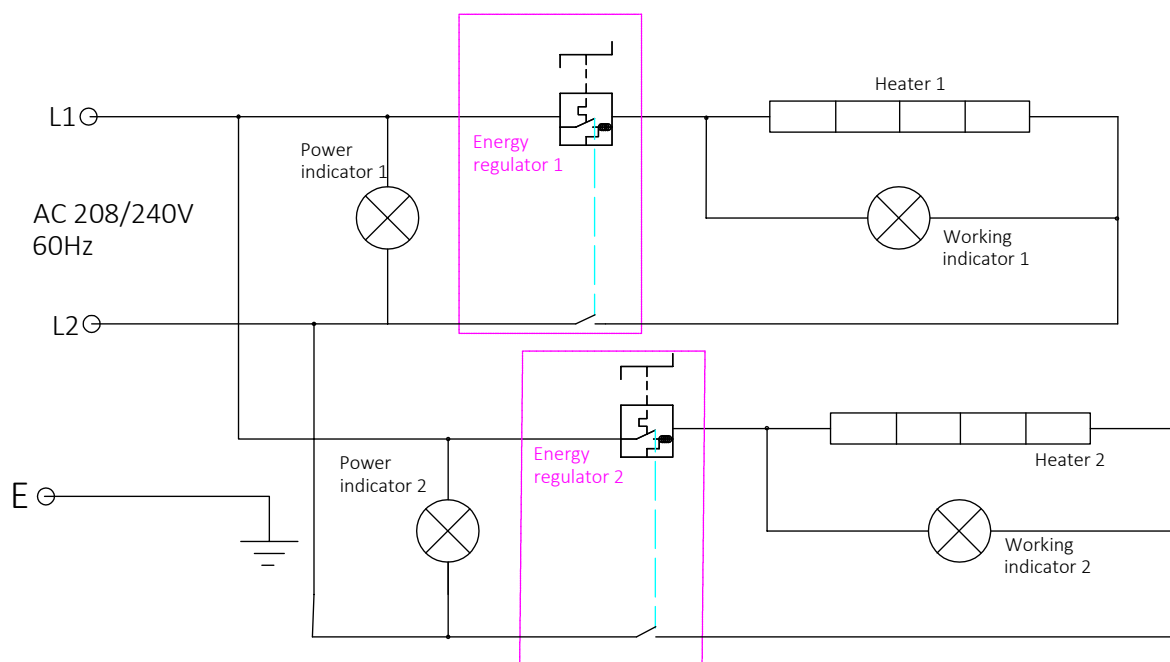 L1
AC 208/240V
60Hz
L2
Power
indicator 1
Energy
regulator 1
Heater 1
Working
indicator 1
E
Power
indicator 2
Energy
regulator 2
Heater 2
Working
indicator 2